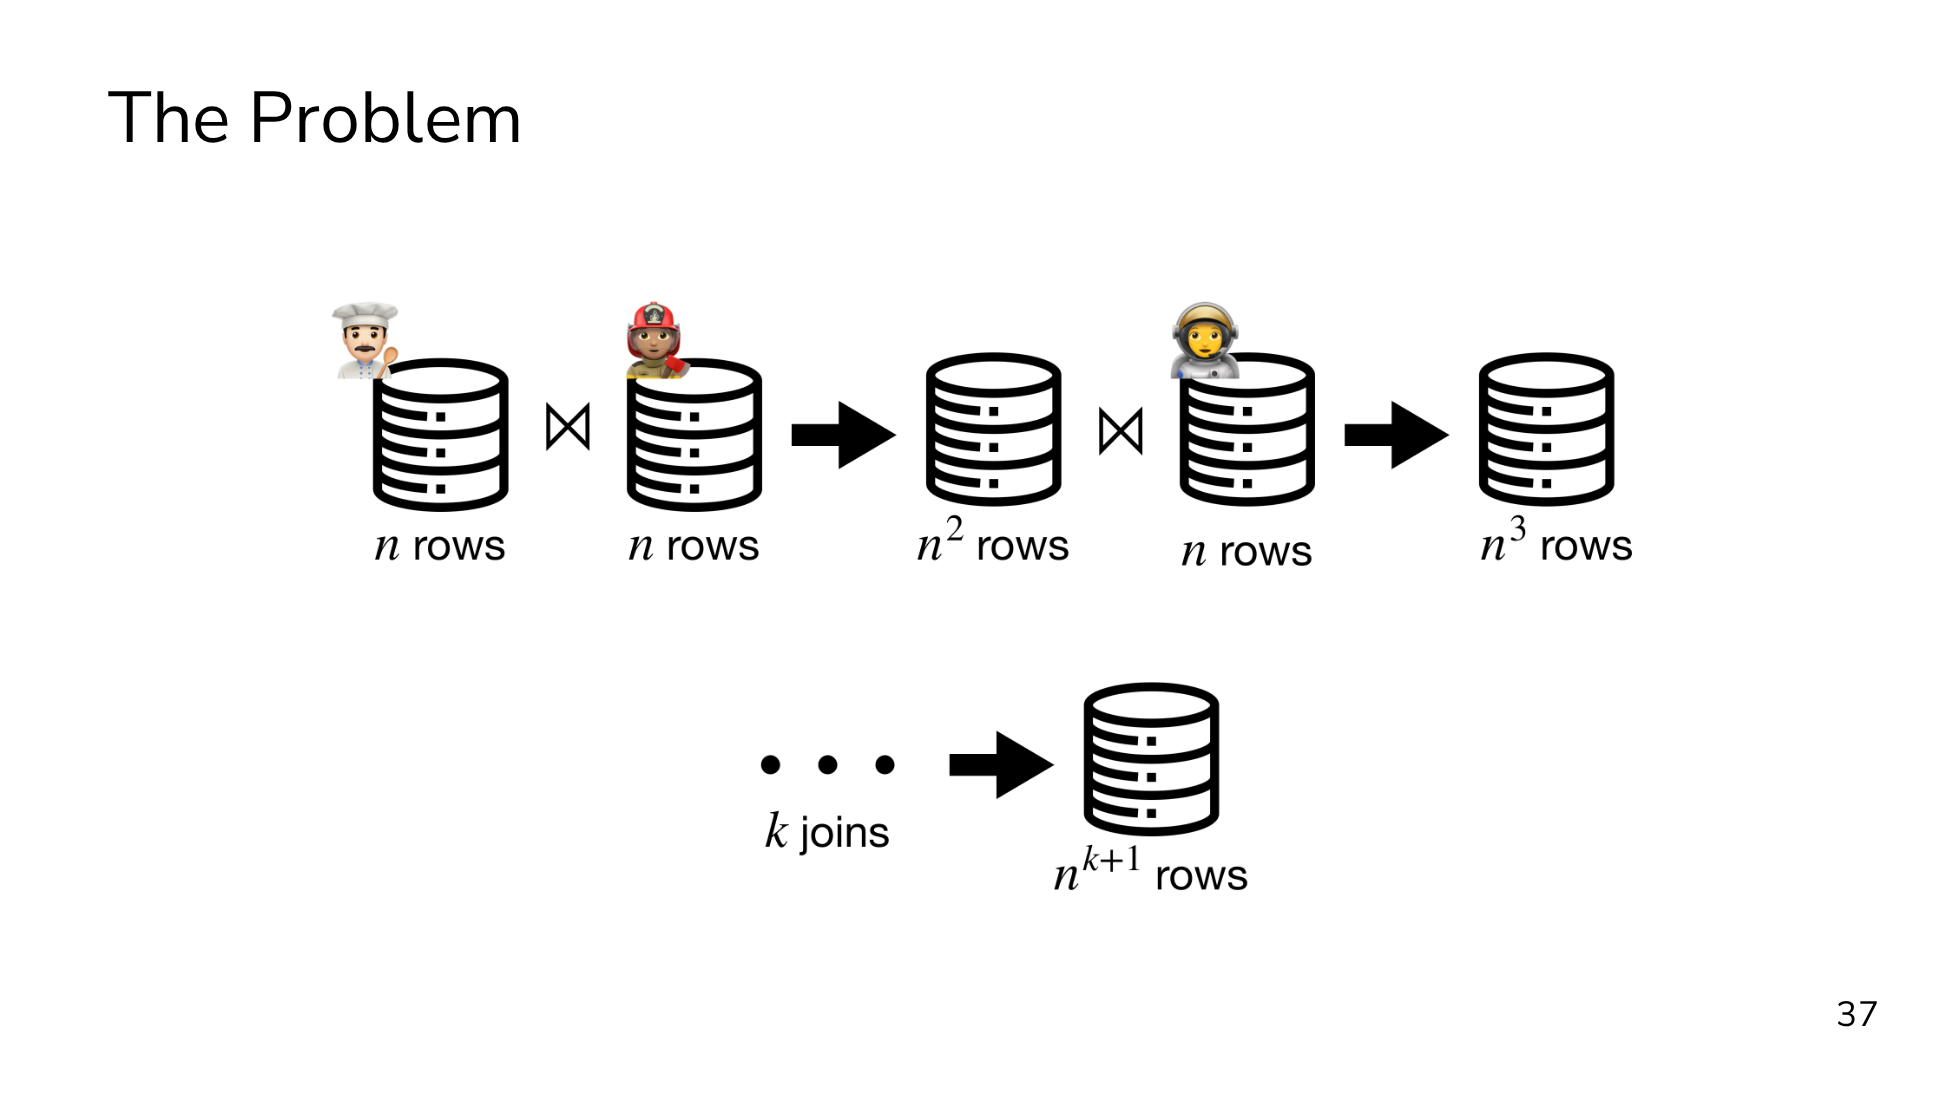 The Problem
⋈ ⋈
n rows n rows n² rows n rows n³ rows
• • •
k joins
nᵏ⁺¹ rows
37